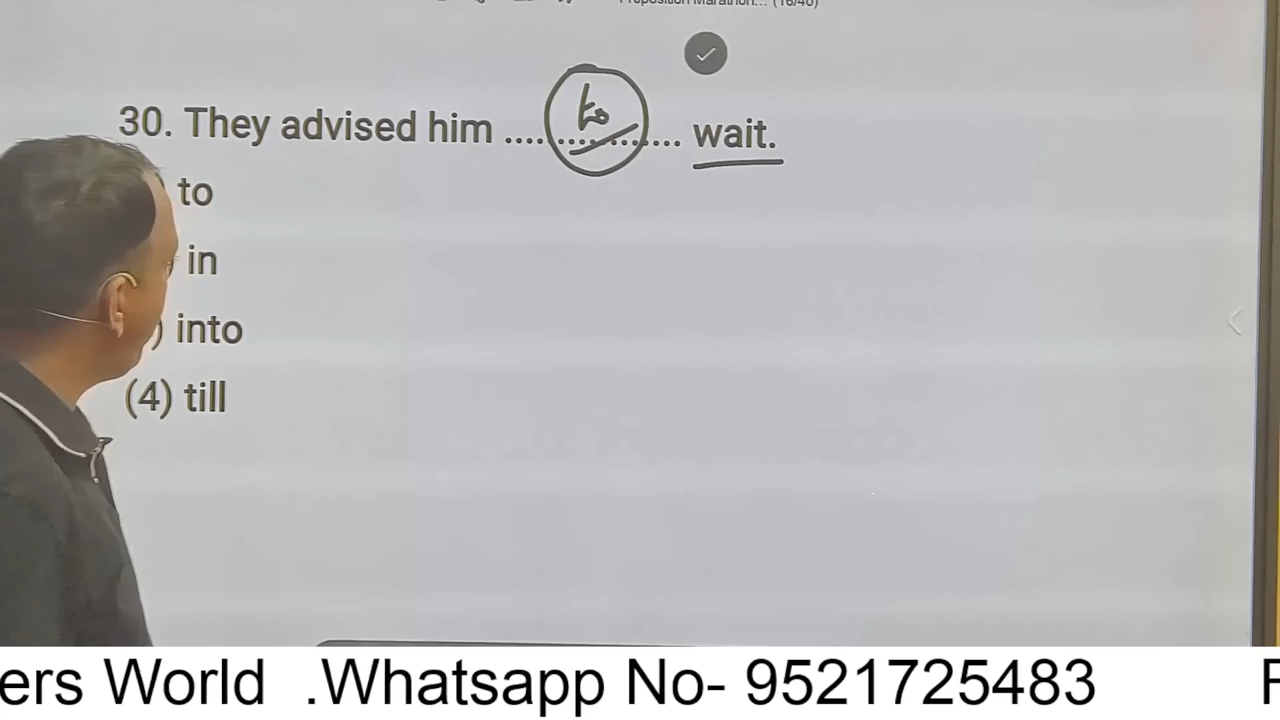 Preposition Marathon... (16/40)
30. They advised him .... to ... wait.
to
in
) into
(4) till
ers World .Whatsapp No- 9521725483 F